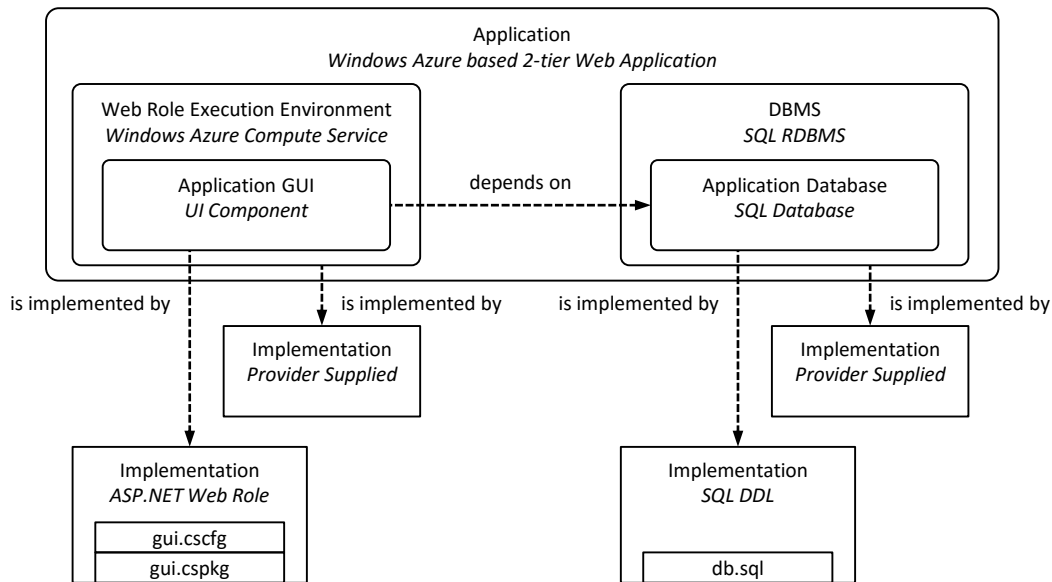 Application
Windows Azure based 2-tier Web Application
Web Role Execution Environment
Windows Azure Compute Service
DBMS
SQL RDBMS
Application GUI
UI Component
depends on
Application Database
SQL Database
is implemented by
is implemented by
is implemented by
is implemented by
Implementation
Provider Supplied
Implementation
Provider Supplied
Implementation
ASP.NET Web Role
gui.cscfg
gui.cspkg
Implementation
SQL DDL
db.sql